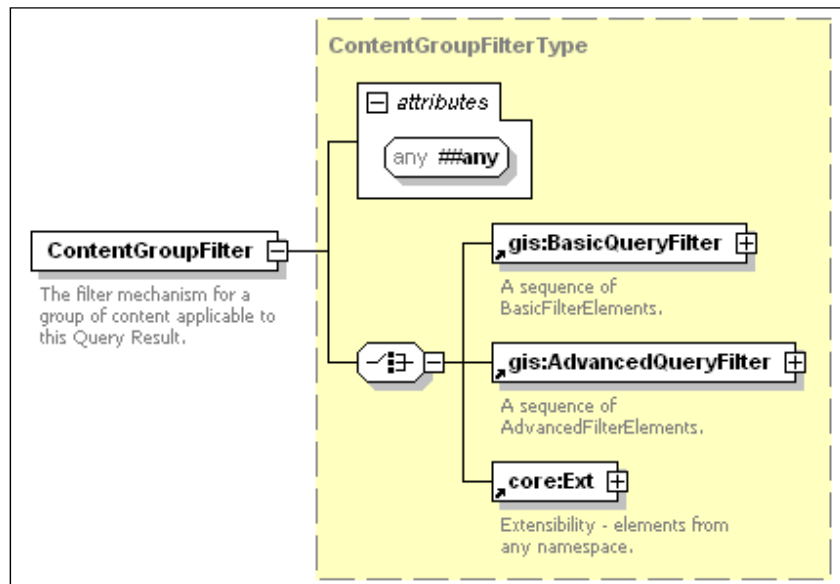 ContentGroupFilterType
attributes
any ##any
ContentGroupFilter
The filter mechanism for a
group of content applicable to
this Query Result.
gis:BasicQueryFilter
A sequence of
BasicFilterElements.
gis:AdvancedQueryFilter
A sequence of
AdvancedFilterElements.
core:Ext
Extensibility - elements from
any namespace.